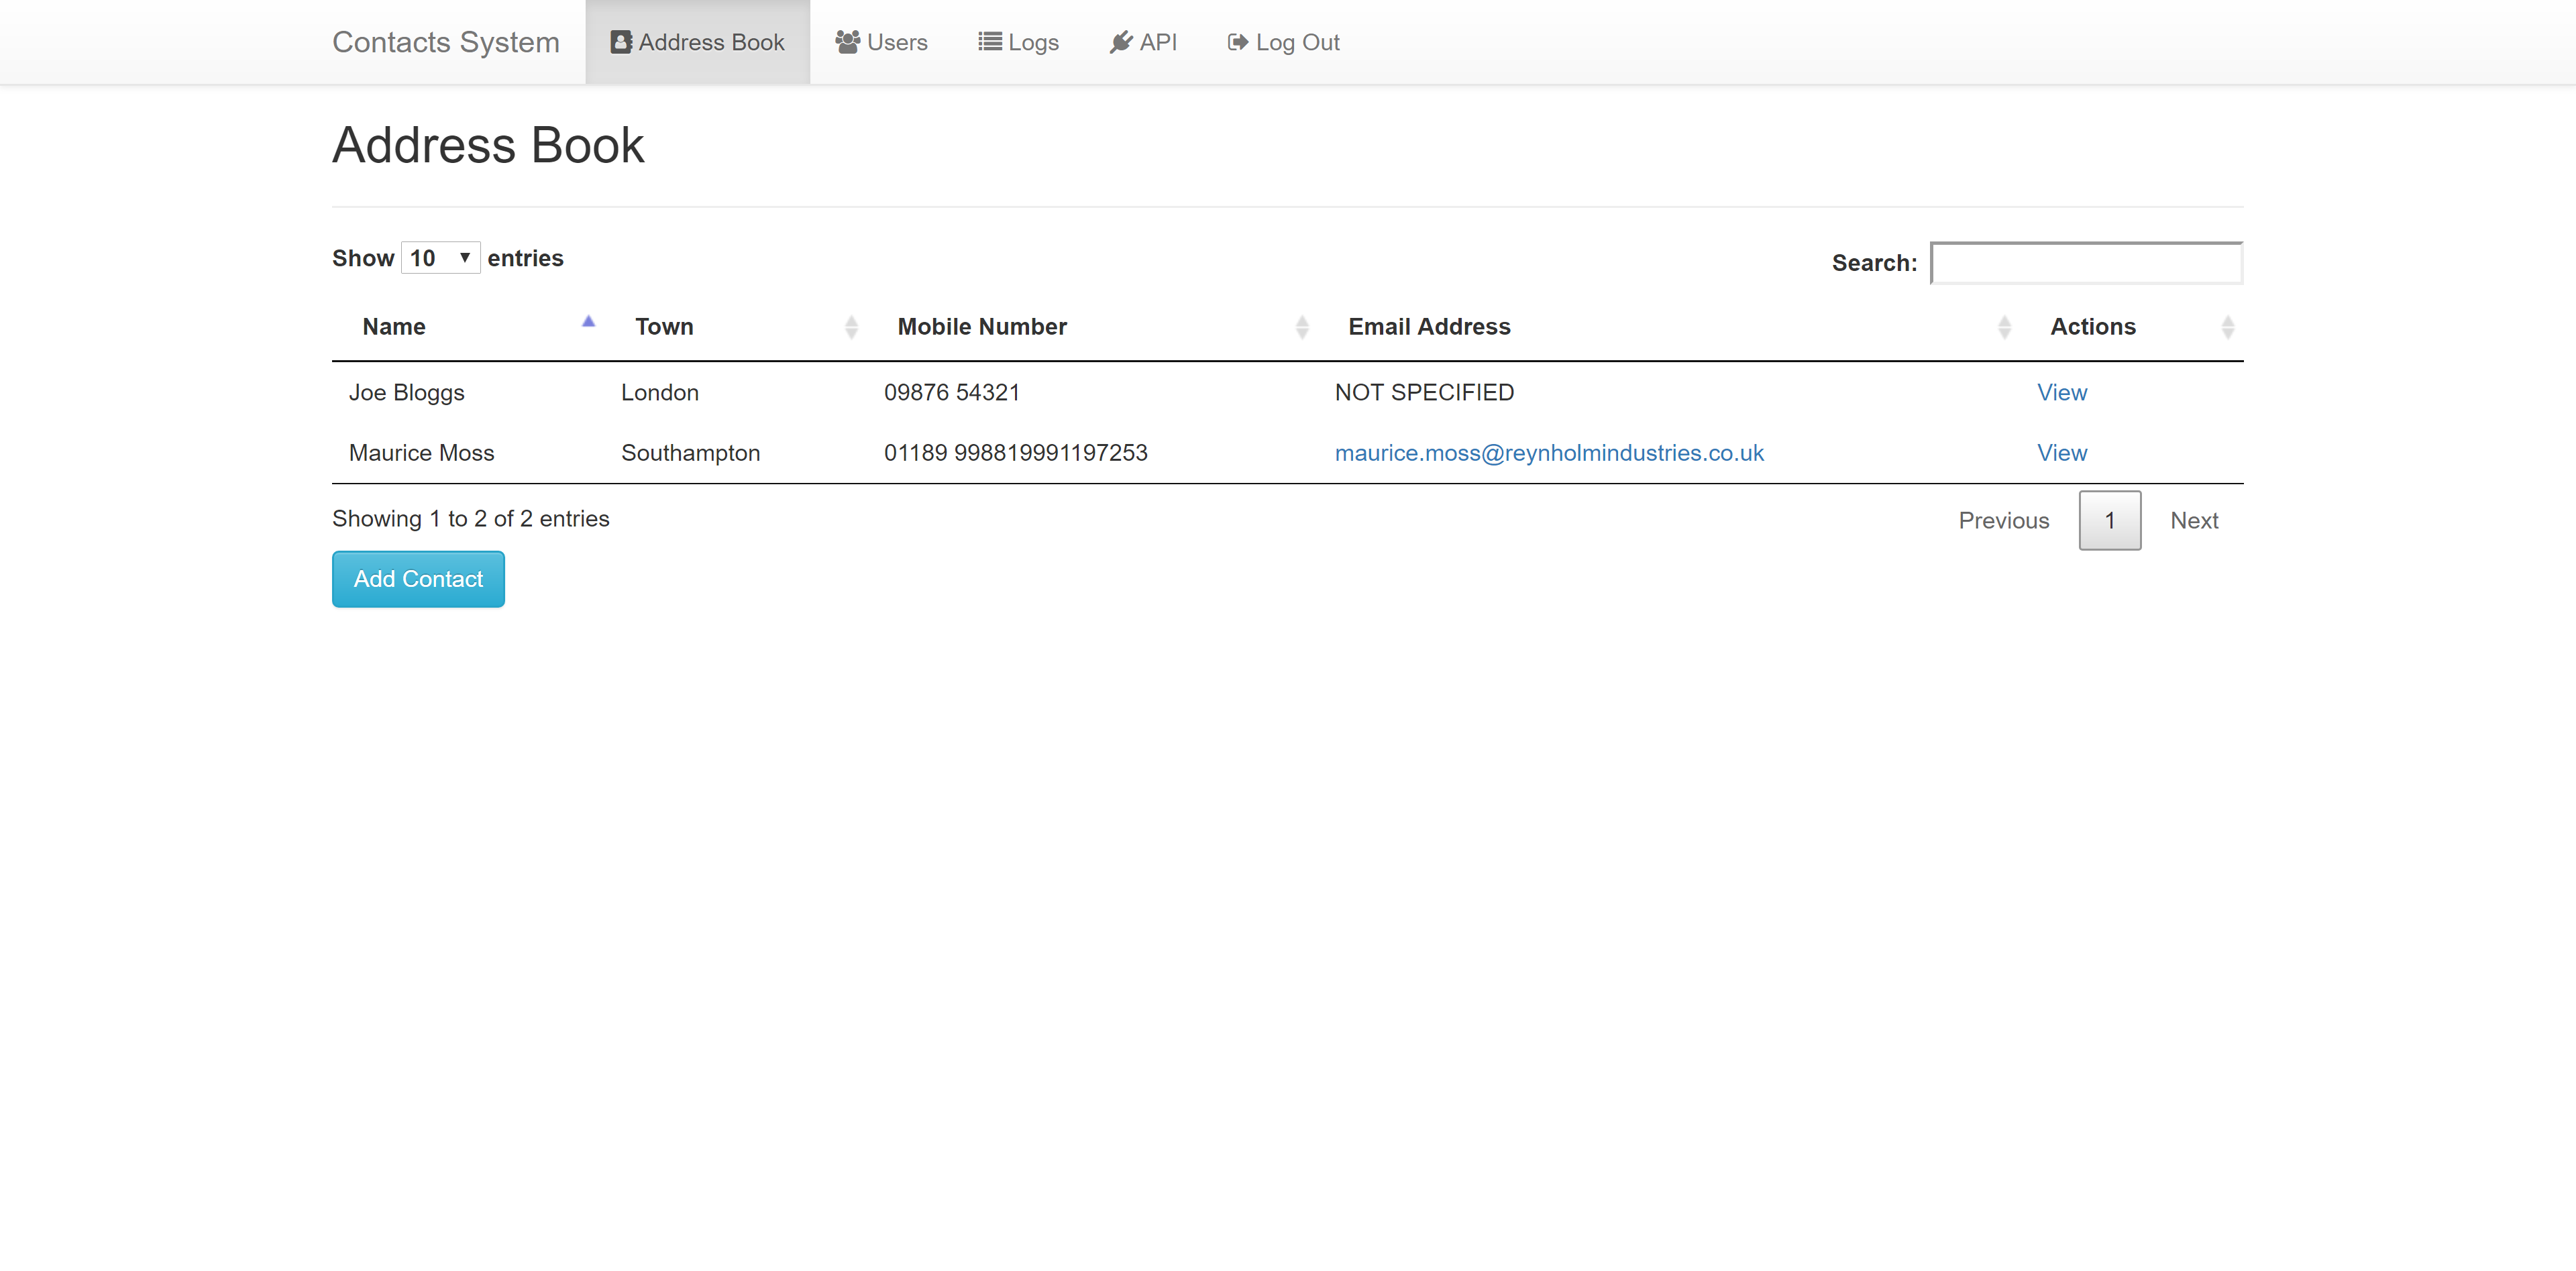 Contacts System Address Book Users Logs API Log Out
Address Book
Show 10 entries Search:
Name Town Mobile Number Email Address Actions
Joe Bloggs London 09876 54321 NOT SPECIFIED View
Maurice Moss Southampton 01189 998819991197253 maurice.moss@reynholmindustries.co.uk View
Showing 1 to 2 of 2 entries Previous 1 Next
Add Contact